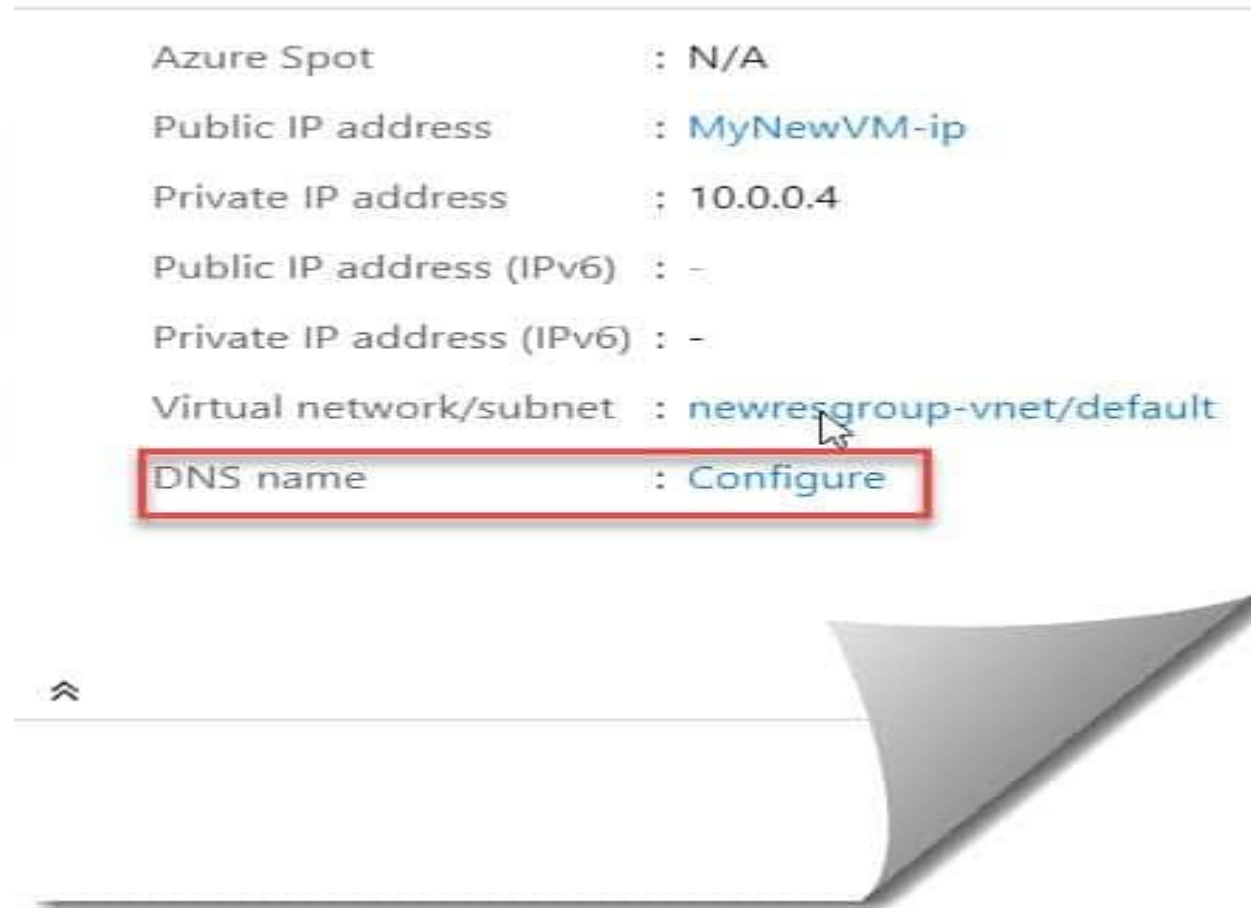 Azure Spot : N/A
Public IP address : MyNewVM-ip
Private IP address : 10.0.0.4
Public IP address (IPv6) : -
Private IP address (IPv6) : -
Virtual network/subnet : newresgroup-vnet/default
DNS name : Configure